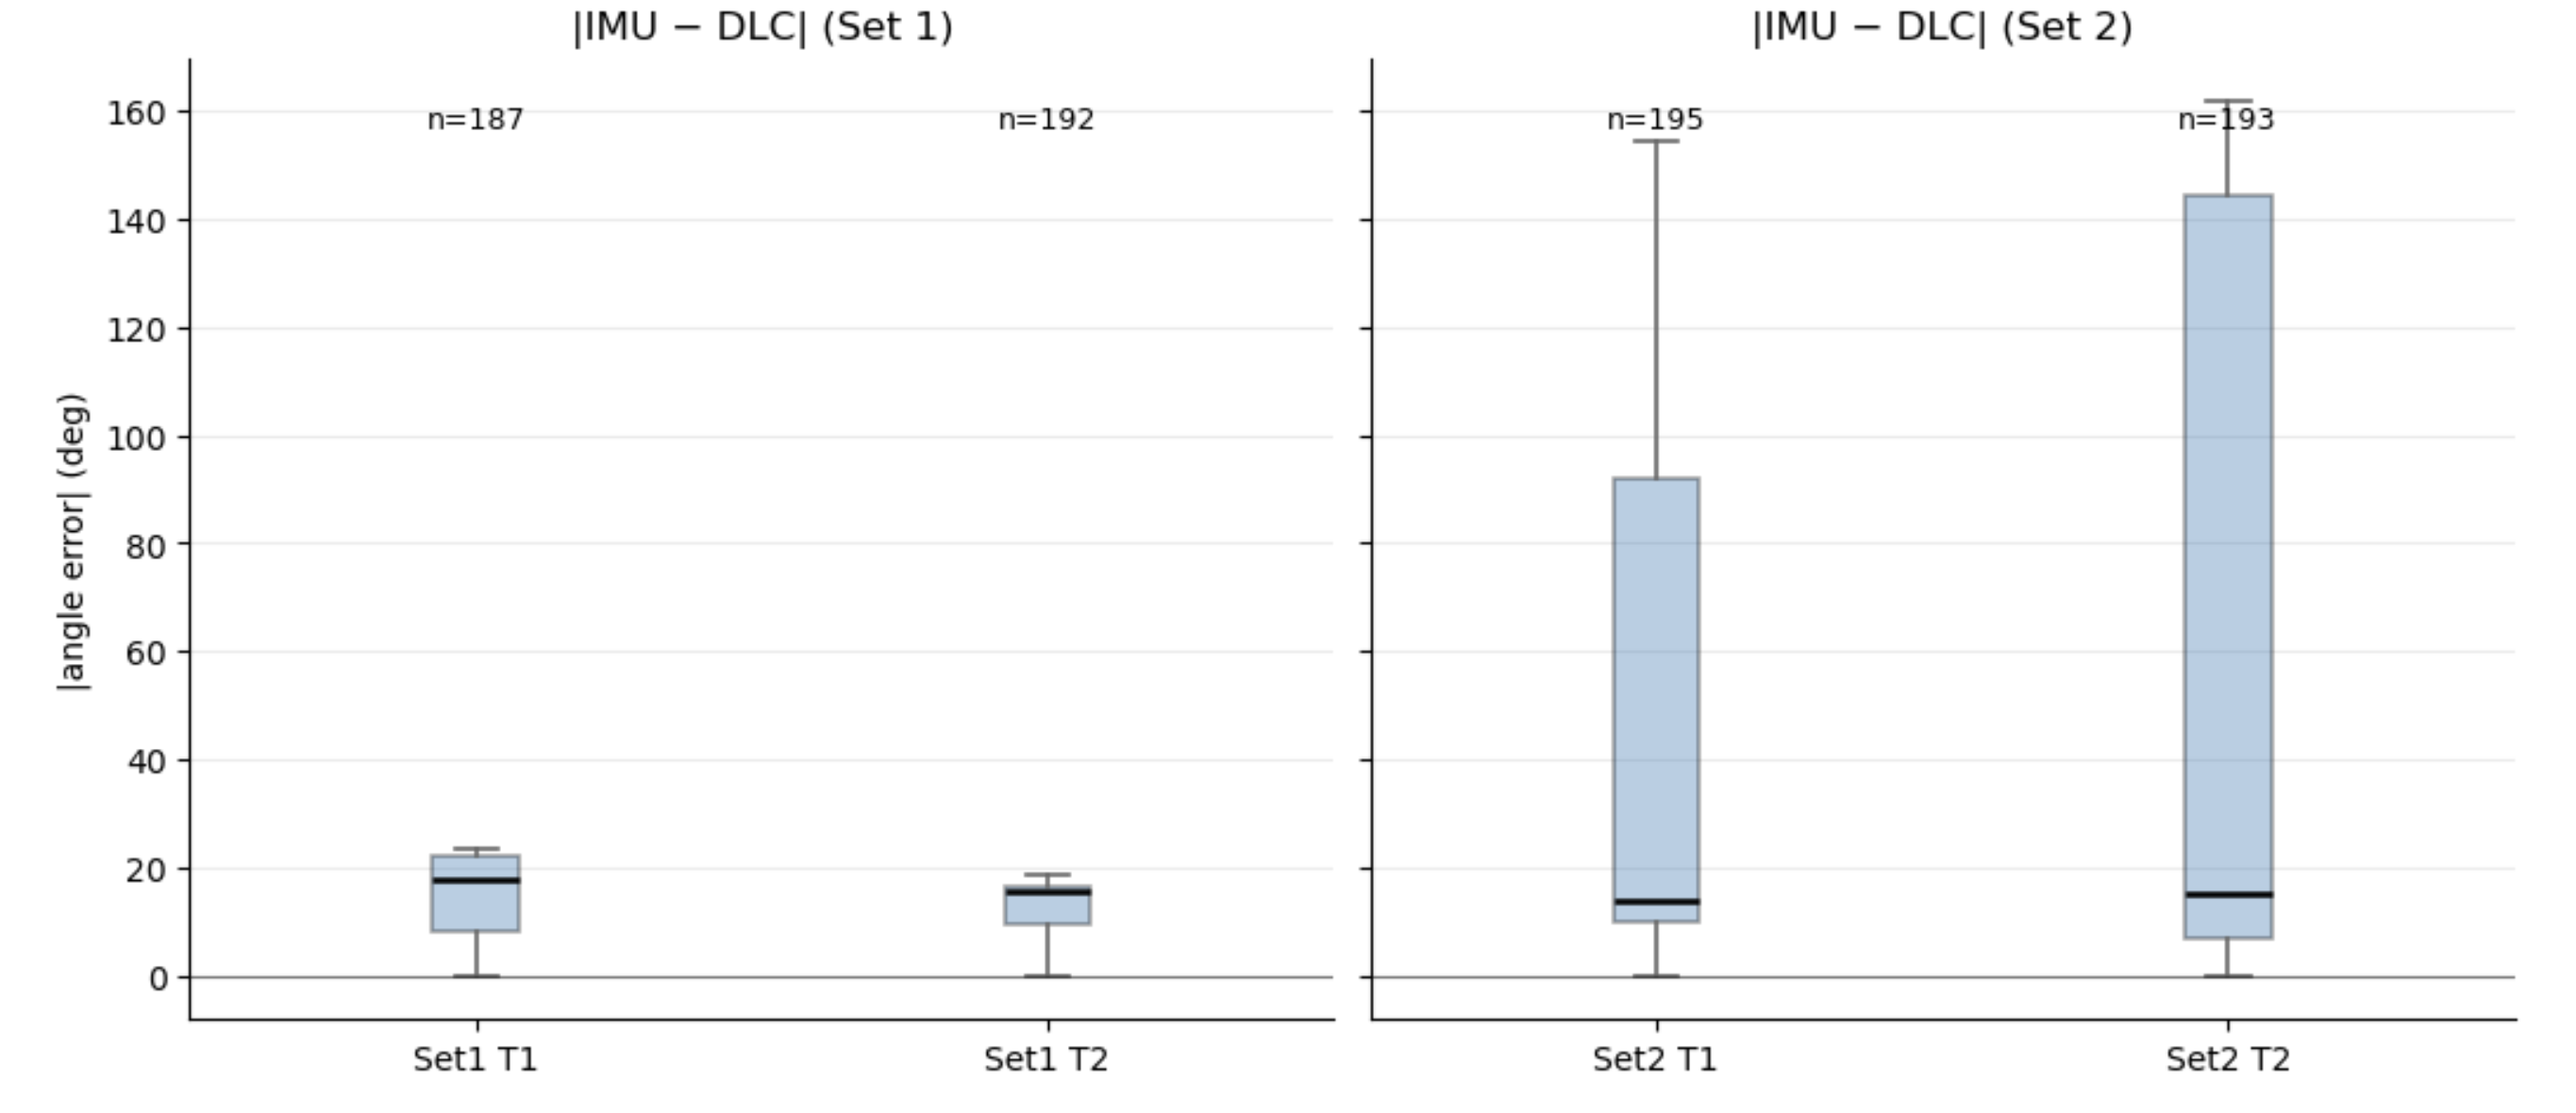 |IMU − DLC| (Set 1)
n=187
n=192
160
140
120
100
80
60
40
20
0
|angle error| (deg)
Set1 T1
Set1 T2
|IMU − DLC| (Set 2)
n=195
n=193
Set2 T1
Set2 T2